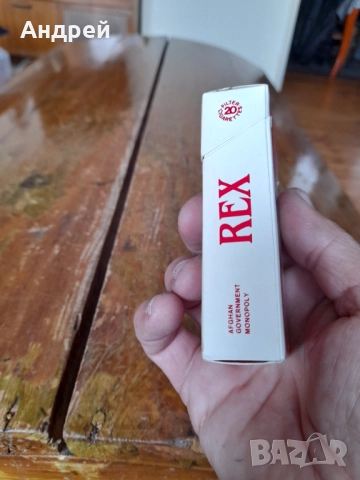 Андрей
20
FILTER
CIGARETTES
REX
AFGHAN
GOVERNMENT
MONOPOLY
BAZAR